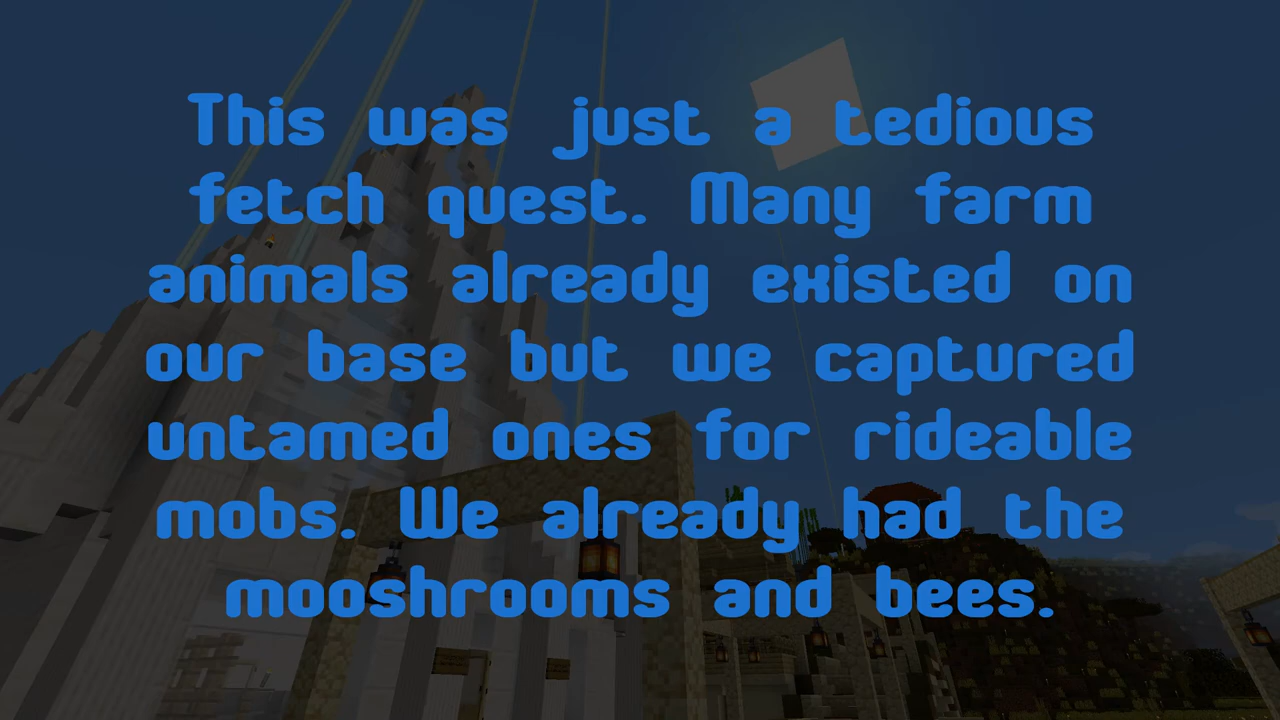 This was just a tedious
fetch quest. Many farm
animals already existed on
our base but we captured
untamed ones for rideable
mobs. We already had the
mooshrooms and bees.